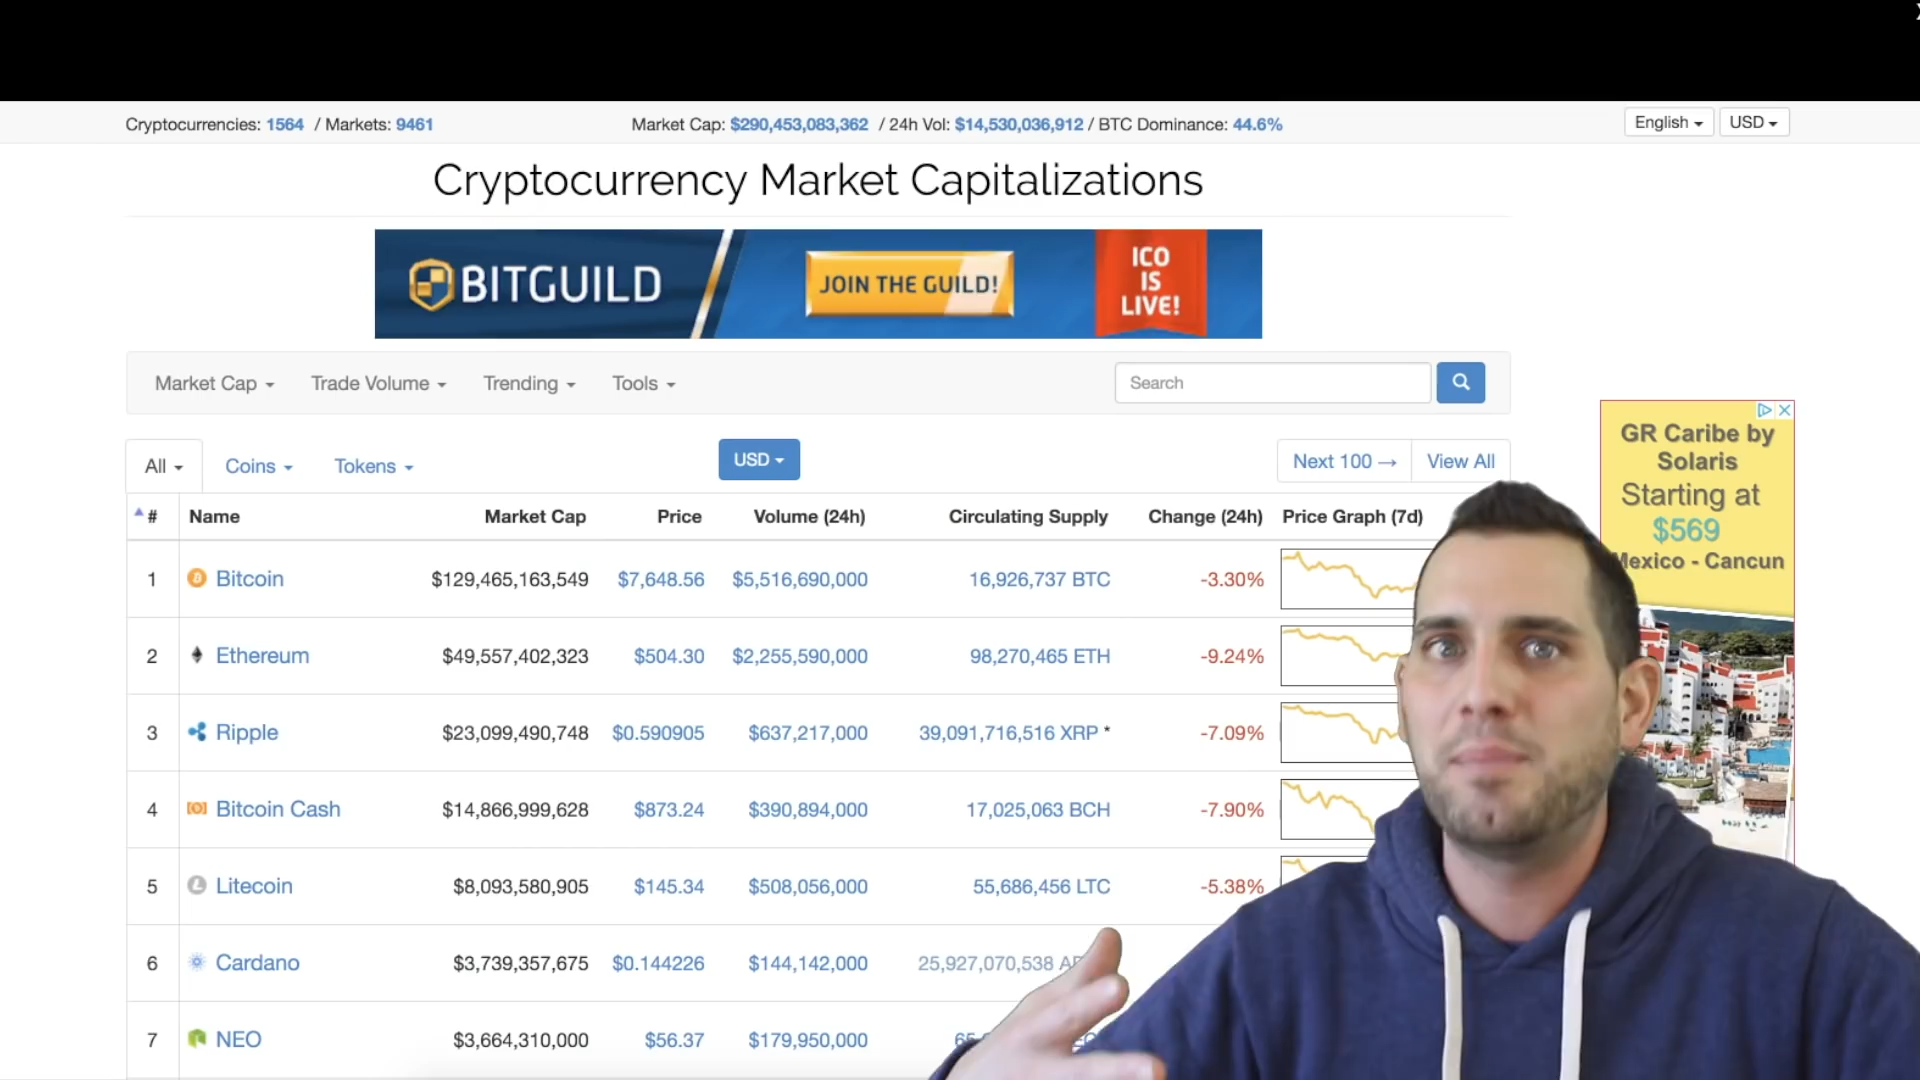 Cryptocurrencies: 1564 / Markets: 9461 Market Cap: $290,453,083,362 / 24h Vol: $14,530,036,912 / BTC Dominance: 44.6% English USD
Cryptocurrency Market Capitalizations
BITGUILD JOIN THE GUILD! ICO IS LIVE!
Market Cap Trade Volume Trending Tools Search
All Coins Tokens USD Next 100 → View All
GR Caribe by
Solaris
Starting at
$569
Mexico - Cancun
# Name Market Cap Price Volume (24h) Circulating Supply Change (24h) Price Graph (7d)
1 Bitcoin $129,465,163,549 $7,648.56 $5,516,690,000 16,926,737 BTC -3.30%
2 Ethereum $49,557,402,323 $504.30 $2,255,590,000 98,270,465 ETH -9.24%
3 Ripple $23,099,490,748 $0.590905 $637,217,000 39,091,716,516 XRP * -7.09%
4 Bitcoin Cash $14,866,999,628 $873.24 $390,894,000 17,025,063 BCH -7.90%
5 Litecoin $8,093,580,905 $145.34 $508,056,000 55,686,456 LTC -5.38%
6 Cardano $3,739,357,675 $0.144226 $144,142,000 25,927,070,538
7 NEO $3,664,310,000 $56.37 $179,950,000